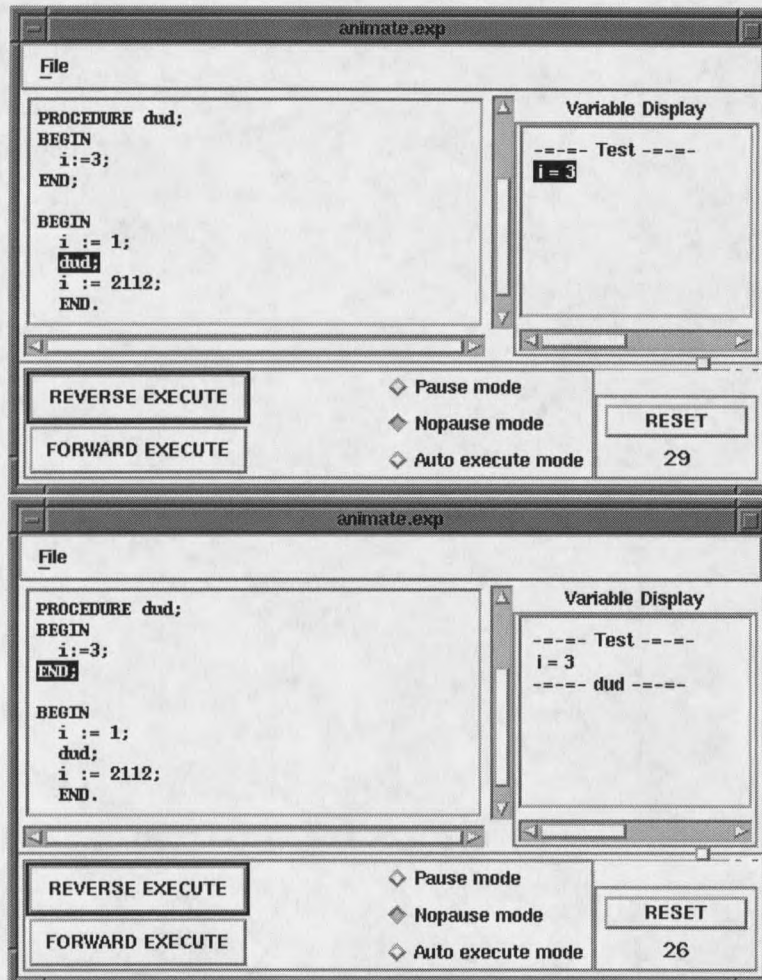 animate.exp
File
PROCEDURE dud;
BEGIN
i:=3;
END;
BEGIN
i := 1;
dud;
i := 2112;
END.
Variable Display
-=-=- Test -=-=-
i = 3
REVERSE EXECUTE
FORWARD EXECUTE
Pause mode
Nopause mode
Auto execute mode
RESET
29
animate.exp
File
PROCEDURE dud;
BEGIN
i:=3;
END;
BEGIN
i := 1;
dud;
i := 2112;
END.
Variable Display
-=-=- Test -=-=-
i = 3
-=-=- dud -=-=-
REVERSE EXECUTE
FORWARD EXECUTE
Pause mode
Nopause mode
Auto execute mode
RESET
26